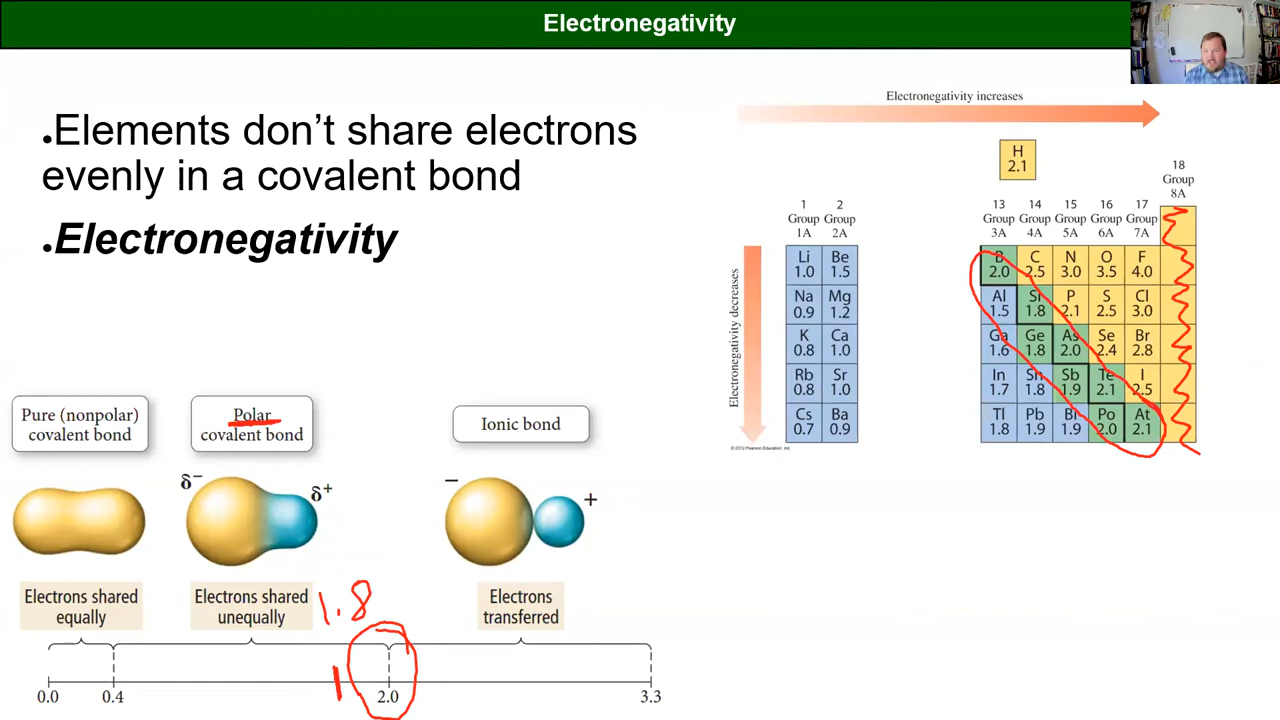 Electronegativity
•Elements don’t share electrons
evenly in a covalent bond
•Electronegativity
Electronegativity increases
H
2.1
18
Group
8A
1 2 13 14 15 16 17
Group Group Group Group Group Group Group
1A 2A 3A 4A 5A 6A 7A
Electronegativity decreases
Li Be B C N O F
1.0 1.5 2.0 2.5 3.0 3.5 4.0
Na Mg Al Si P S Cl
0.9 1.2 1.5 1.8 2.1 2.5 3.0
K Ca Ga Ge As Se Br
0.8 1.0 1.6 1.8 2.0 2.4 2.8
Rb Sr In Sn Sb Te I
0.8 1.0 1.7 1.8 1.9 2.1 2.5
Cs Ba Tl Pb Bi Po At
0.7 0.9 1.8 1.9 1.9 2.0 2.1
© 2012 Pearson Education, Inc.
Pure (nonpolar)
covalent bond
Polar
covalent bond
Ionic bond
δ−
δ+
−
+
Electrons shared
equally
Electrons shared
unequally
Electrons
transferred
1.8
0.0 0.4 2.0 3.3